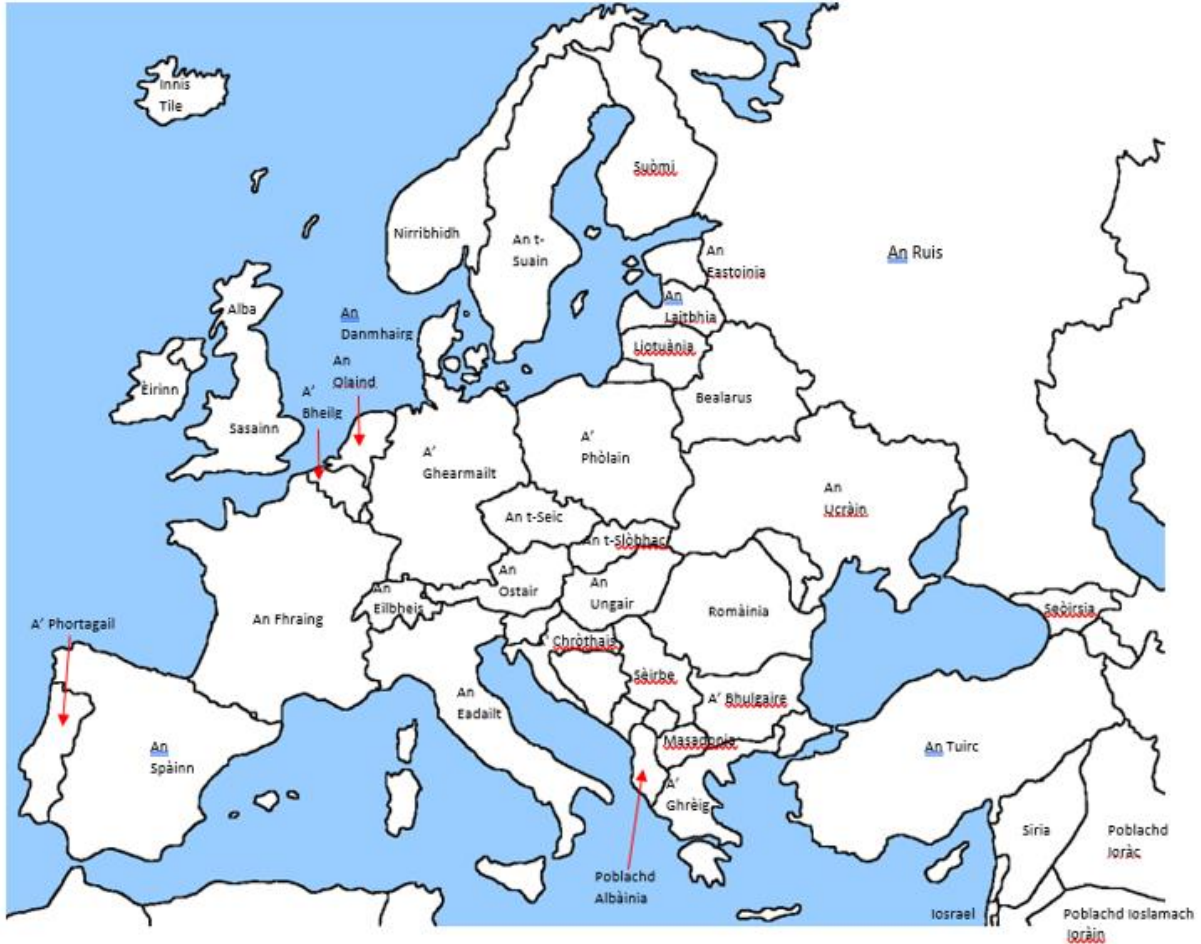 Innis
Tile
Suòmi
Nirribhidh
An t-
Suain
An
Eastoinia
An Ruis
An
Laitbhia
Alba
An
Danmhairg
Liotuània
An
Olaind
Èirinn
A'
Bheilg
Bealarus
Sasainn
A'
Ghearmailt
A'
Phòlain
An
Ucràin
An t-Seic
An t-Slòbhac
An
Eilbheis
An
Ostair
An
Ungair
Romàinia
An Fhraing
Seòirsia
A' Phortagail
Chròthais
Sèirbe
An
Eadailt
A' Bhulgaire
An
Spàinn
Masadonia
An Tuirc
A'
Ghrèig
Siria
Poblachd
Ioràc
Poblachd
Albàinia
Iosrael
Poblachd Ioslamach
Ioràin